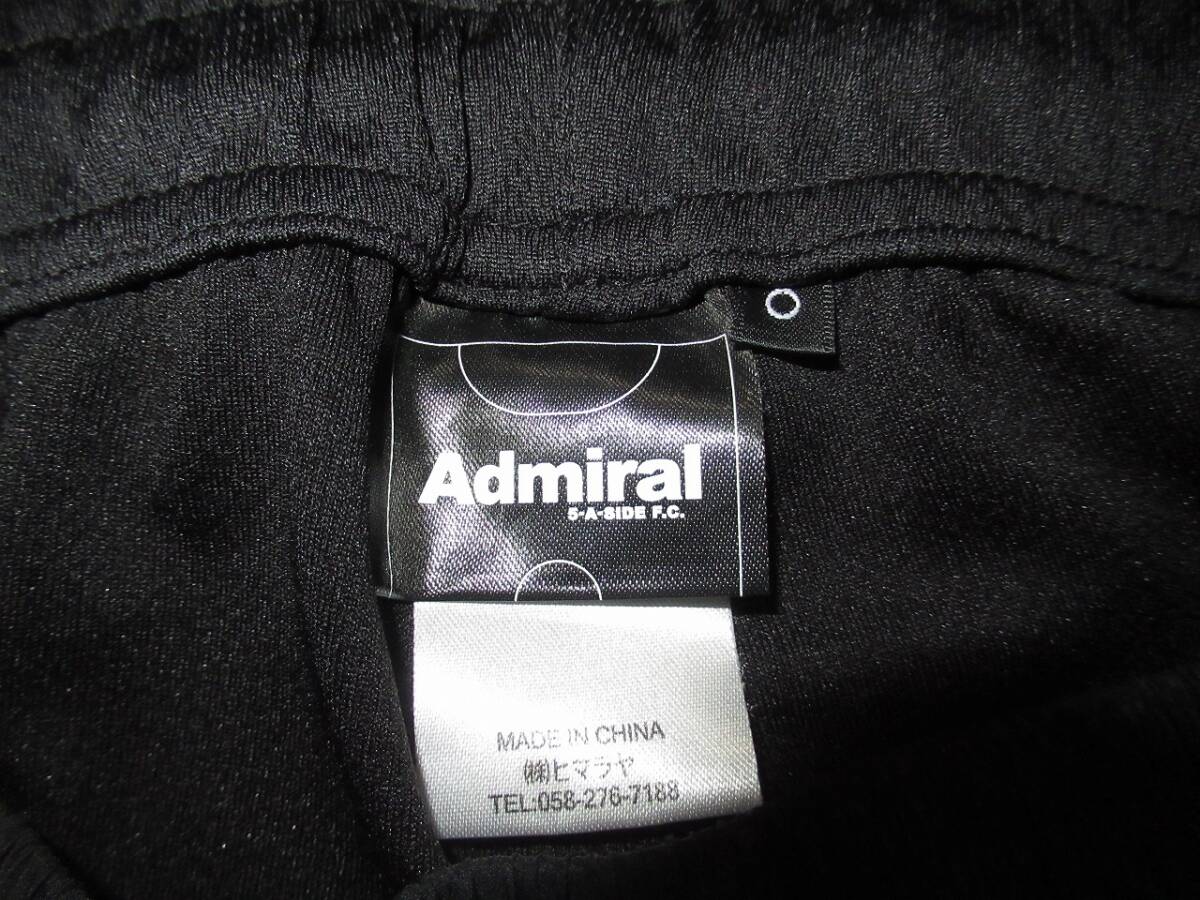 O
Admiral
5-A-SIDE F.C.
MADE IN CHINA
㈱ヒマラヤ
TEL:058-276-7188